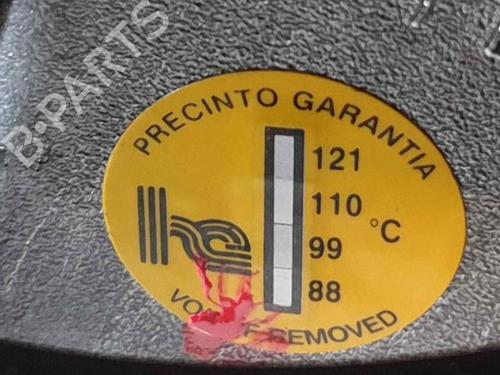 B-PARTS
PRECINTO GARANTIA
121
110
°C
99
88
REMOVED